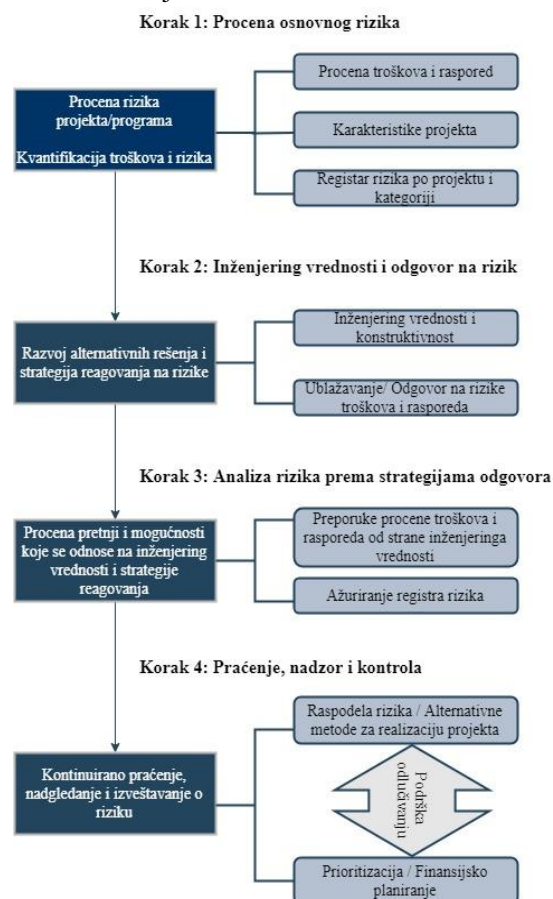 Korak 1: Procena osnovnog rizika
Procena rizika
projekta/programa
Kvantifikacija troškova i rizika
Procena troškova i raspored
Karakteristike projekta
Registar rizika po projektu i
kategoriji
Korak 2: Inženjering vrednosti i odgovor na rizik
Razvoj alternativnih rešenja i
strategija reagovanja na rizike
Inženjering vrednosti i
konstruktivnost
Ublažavanje/ Odgovor na rizike
troškova i rasporeda
Korak 3: Analiza rizika prema strategijama odgovora
Procena pretnji i mogućnosti
koje se odnose na inženjering
vrednosti i strategije
reagovanja
Preporuke procene troškova i
rasporeda od strane inženjeringa
vrednosti
Ažuriranje registra rizika
Korak 4: Praćenje, nadzor i kontrola
Kontinuirano praćenje,
nadgledanje i izveštavanje o
riziku
Raspodela rizika / Alternativne
metode za realizaciju projekta
Podrška
odlučivanju
Prioritizacija / Finansijsko
planiranje